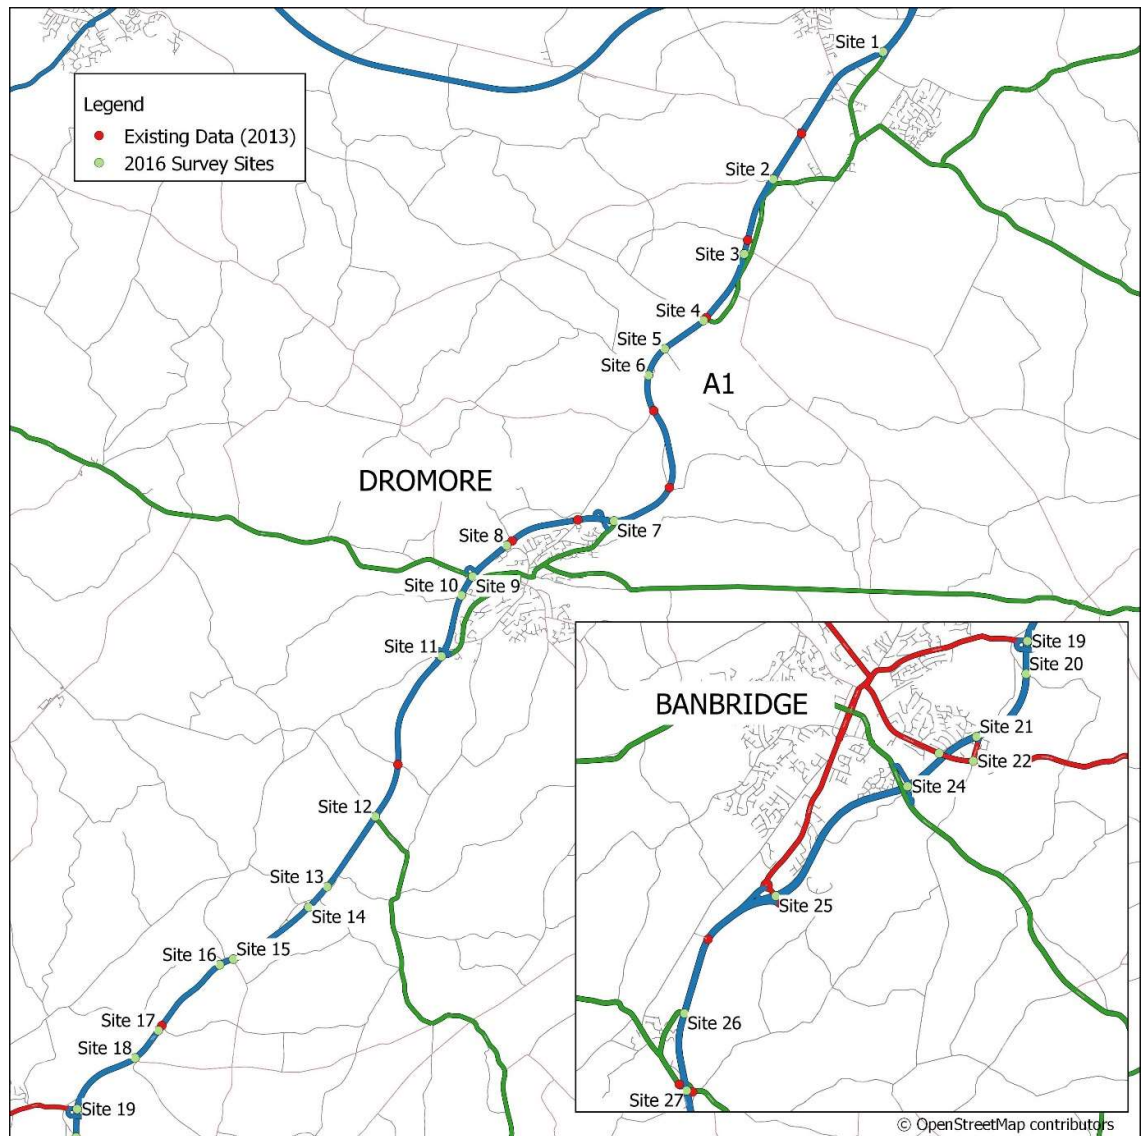 Site 1
Legend
Existing Data (2013)
2016 Survey Sites
Site 2
Site 3
Site 4
Site 5
Site 6
A1
DROMORE
Site 7
Site 8
Site 9
Site 10
Site 11
Site 12
Site 13
Site 14
Site 15
Site 16
Site 17
Site 18
Site 19
BANBRIDGE
Site 19
Site 20
Site 21
Site 22
Site 24
Site 25
Site 26
Site 27
© OpenStreetMap contributors